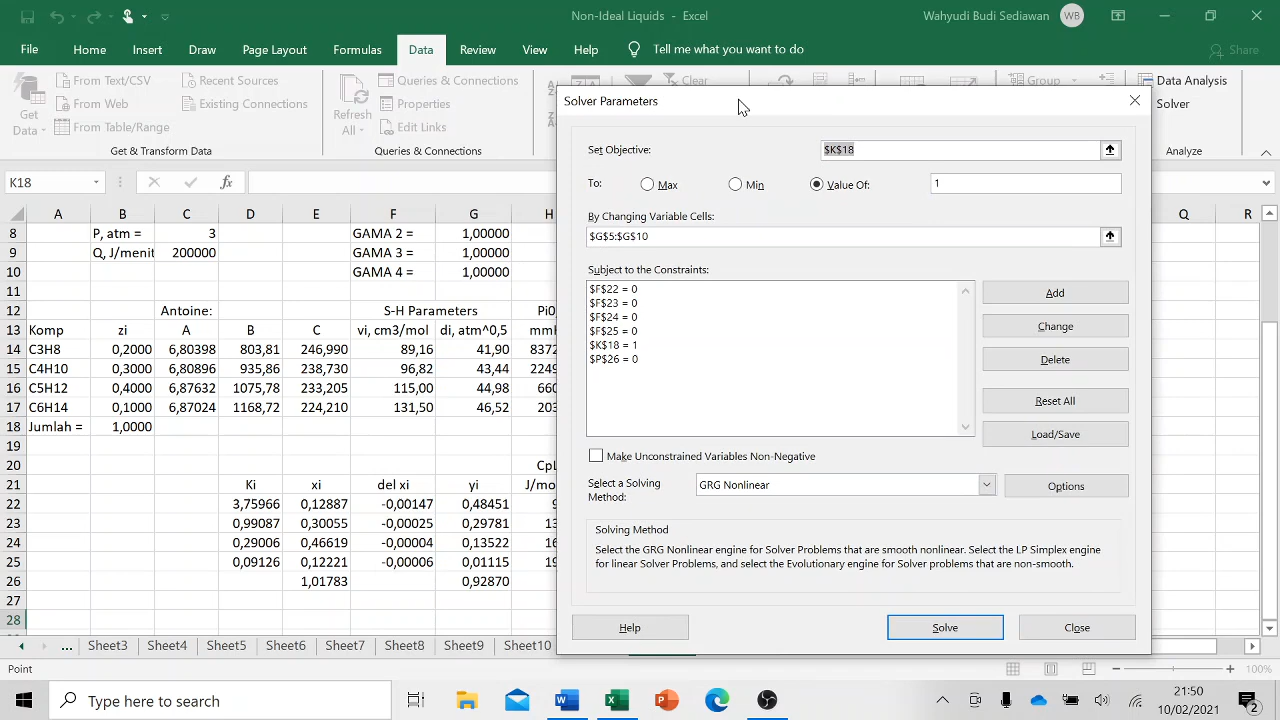 Non-Ideal Liquids - Excel
Wahyudi Budi Sediawan WB
File Home Insert Draw Page Layout Formulas Data Review View Help Tell me what you want to do Share
From Text/CSV Recent Sources Queries & Connections Clear Group Data Analysis
From Web Existing Connections Properties Solver
Get Data From Table/Range Refresh All Edit Links
Get & Transform Data Queries & Connections Analyze
K18 fx
A B C D E F G H Q R
8 P, atm = 3 GAMA 2 = 1,00000
9 Q, J/menit 200000 GAMA 3 = 1,00000
10 GAMA 4 = 1,00000
11
12 Antoine: S-H Parameters Pi0,
13 Komp zi A B C vi, cm3/mol di, atm^0,5 mmH
14 C3H8 0,2000 6,80398 803,81 246,990 89,16 41,90 8372
15 C4H10 0,3000 6,80896 935,86 238,730 96,82 43,44 2249
16 C5H12 0,4000 6,87632 1075,78 233,205 115,00 44,98 660
17 C6H14 0,1000 6,87024 1168,72 224,210 131,50 46,52 203
18 Jumlah = 1,0000
19
20 CpL
21 Ki xi del xi yi J/mo
22 3,75966 0,12887 -0,00147 0,48451 9
23 0,99087 0,30055 -0,00025 0,29781 13
24 0,29006 0,46619 -0,00004 0,13522 16
25 0,09126 0,12221 -0,00006 0,01115 19
26 1,01783 0,92870
27
28
Solver Parameters
Set Objective: $K$18
To: Max Min Value Of: 1
By Changing Variable Cells:
$G$5:$G$10
Subject to the Constraints:
$F$22 = 0
$F$23 = 0
$F$24 = 0
$F$25 = 0
$K$18 = 1
$P$26 = 0
Add
Change
Delete
Reset All
Load/Save
Make Unconstrained Variables Non-Negative
Select a Solving Method: GRG Nonlinear Options
Solving Method
Select the GRG Nonlinear engine for Solver Problems that are smooth nonlinear. Select the LP Simplex engine
for linear Solver Problems, and select the Evolutionary engine for Solver problems that are non-smooth.
Help Solve Close
... Sheet3 Sheet4 Sheet5 Sheet6 Sheet7 Sheet8 Sheet9 Sheet10
Point 100%
Type here to search
21:50
10/02/2021
2